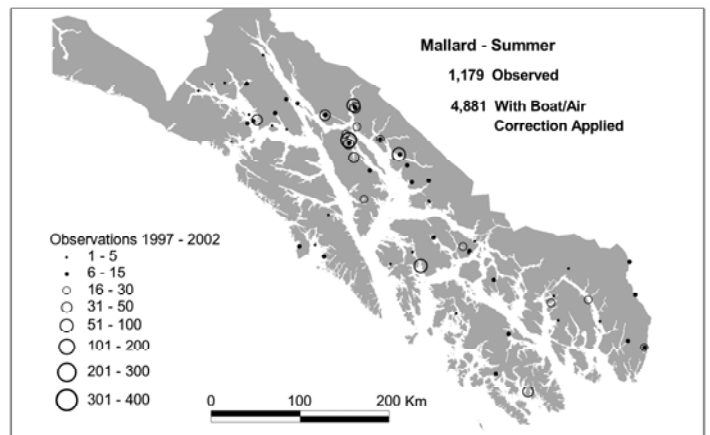 Mallard - Summer
1,179 Observed
4,881 With Boat/Air
Correction Applied
Observations 1997 - 2002
1 - 5
6 - 15
16 - 30
31 - 50
51 - 100
101 - 200
201 - 300
301 - 400
0 100 200 Km